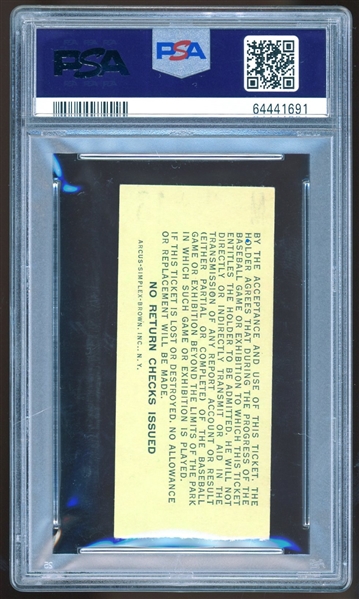 PSA
PSA
64441691
BY THE ACCEPTANCE AND USE OF THIS TICKET, THE
HOLDER AGREES THAT DURING THE PROGRESS OF THE
BASEBALL GAME OR EXHIBITION TO WHICH THIS TICKET
ENTITLES THE HOLDER TO BE ADMITTED, HE WILL NOT
DIRECTLY OR INDIRECTLY TRANSMIT OR AID IN THE
TRANSMISSION OF ANY REPORT ACCOUNT OR RESULT
(EITHER PARTIAL OR COMPLETE) OF THE BASEBALL
GAME OR EXHIBITION BEYOND THE LIMITS OF THE PARK
IN WHICH SUCH GAME OR EXHIBITION IS PLAYED.
IF THIS TICKET IS LOST OR DESTROYED, NO ALLOWANCE
OR REPLACEMENT WILL BE MADE.
NO RETURN CHECKS ISSUED
ARCUS-SIMPLEX-BROWN, INC., N. Y.